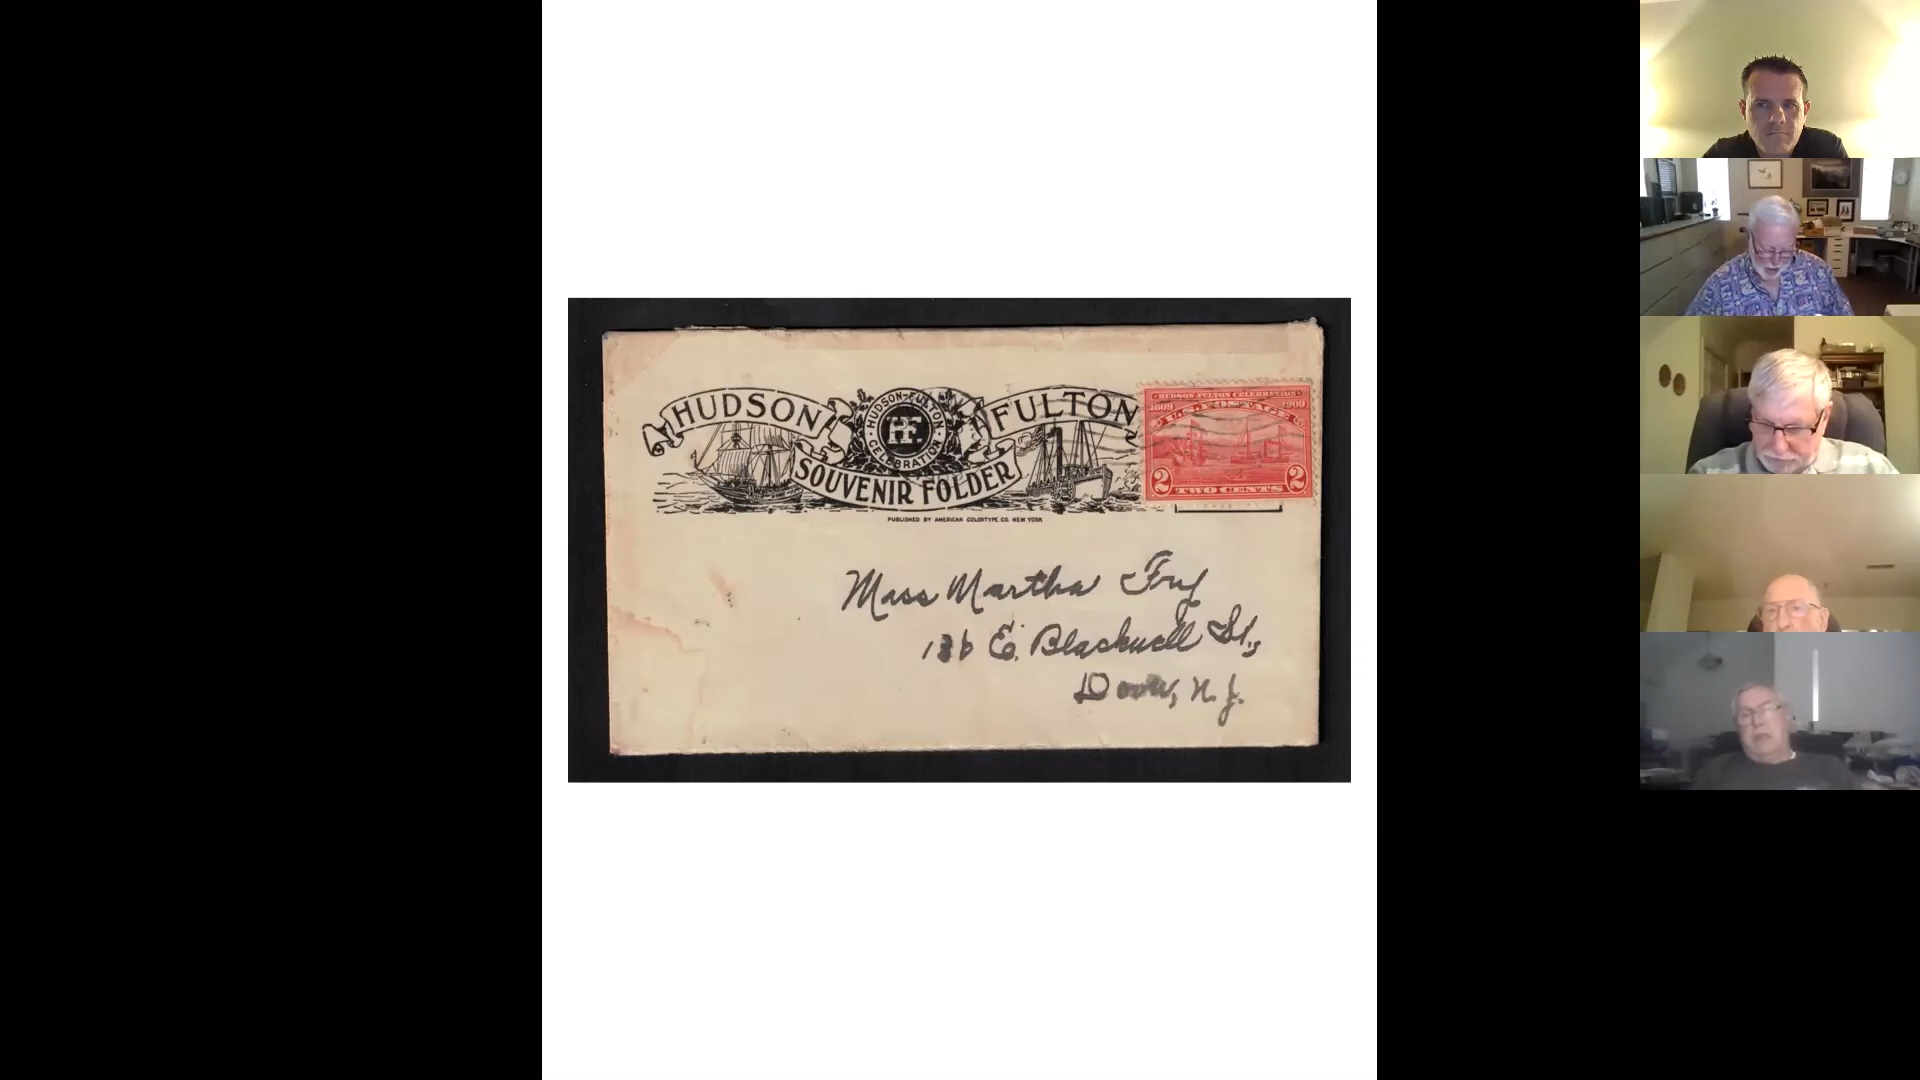 HUDSON FULTON
HUDSON-FULTON CELEBRATION
HF
SOUVENIR FOLDER
PUBLISHED BY AMERICAN COLORTYPE CO. NEW YORK
HUDSON-FULTON CELEBRATION
1609 1909
U.S. POSTAGE
2 TWO CENTS 2
Miss Martha Fry
136 E. Blackwell St.,
Dover, N. J.